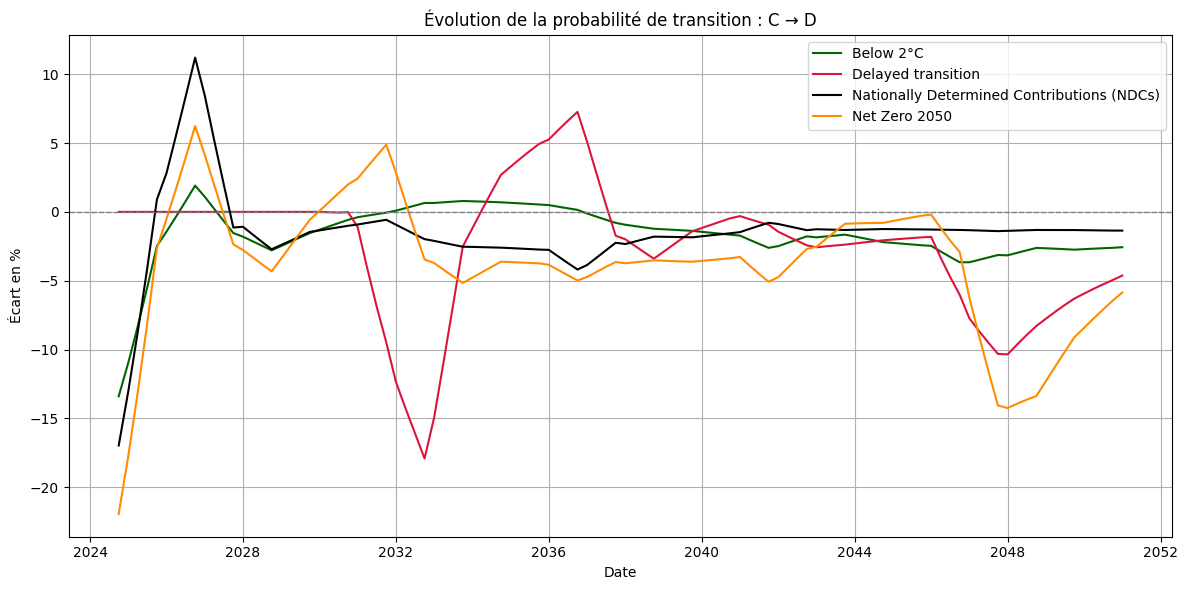 Évolution de la probabilité de transition : C → D
Below 2°C
Delayed transition
Nationally Determined Contributions (NDCs)
Net Zero 2050
Écart en %
10
5
0
−5
−10
−15
−20
2024
2028
2032
2036
2040
2044
2048
2052
Date